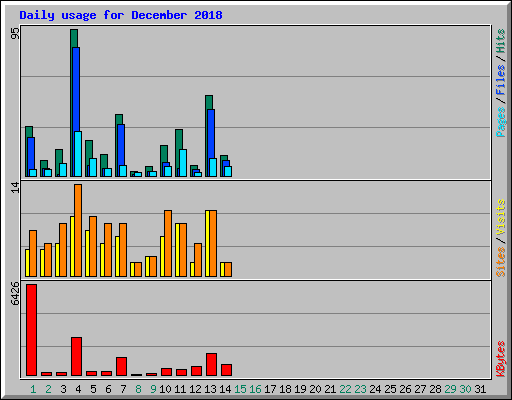 Daily usage for December 2018
95
Pages / Files / Hits
14
Sites / Visits
6426
KBytes
1 2 3 4 5 6 7 8 9 10 11 12 13 14 15 16 17 18 19 20 21 22 23 24 25 26 27 28 29 30 31